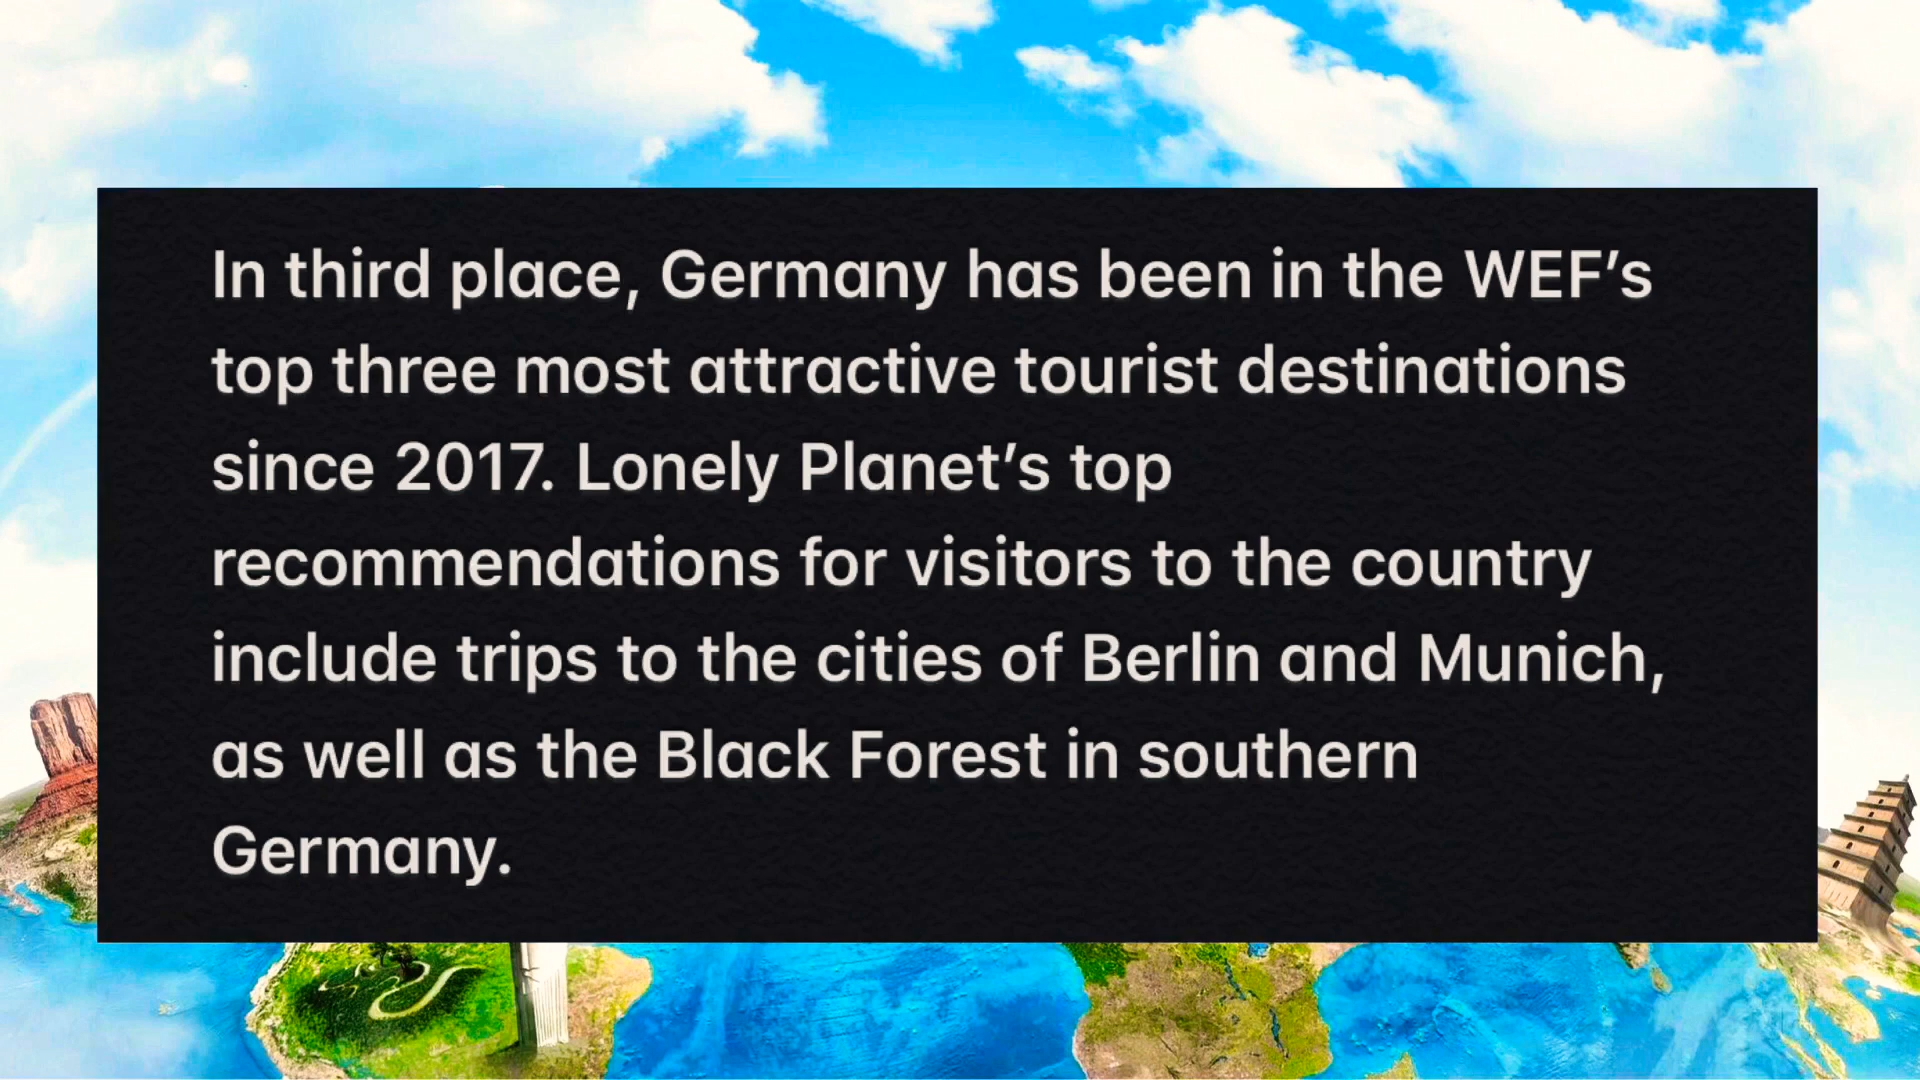 In third place, Germany has been in the WEF’s
top three most attractive tourist destinations
since 2017. Lonely Planet’s top
recommendations for visitors to the country
include trips to the cities of Berlin and Munich,
as well as the Black Forest in southern
Germany.